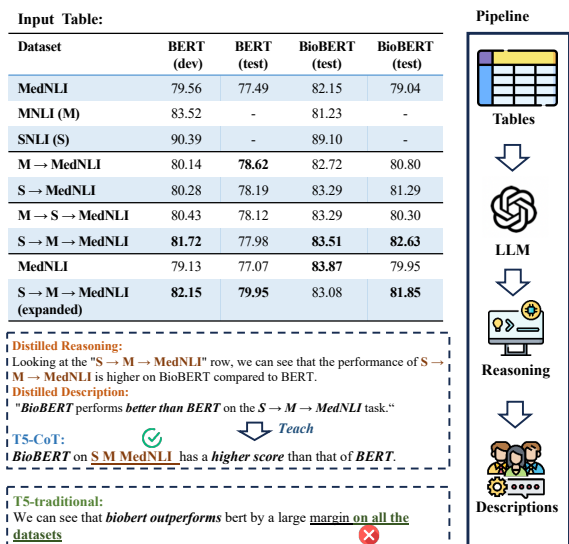 Input Table:
Dataset BERT (dev) BERT (test) BioBERT (test) BioBERT (test)
MedNLI 79.56 77.49 82.15 79.04
MNLI (M) 83.52 - 81.23 -
SNLI (S) 90.39 - 89.10 -
M → MedNLI 80.14 78.62 82.72 80.80
S → MedNLI 80.28 78.19 83.29 81.29
M → S → MedNLI 80.43 78.12 83.29 80.30
S → M → MedNLI 81.72 77.98 83.51 82.63
MedNLI 79.13 77.07 83.87 79.95
S → M → MedNLI (expanded) 82.15 79.95 83.08 81.85
Distilled Reasoning:
Looking at the "S → M → MedNLI" row, we can see that the performance of S →
M → MedNLI is higher on BioBERT compared to BERT.
Distilled Description:
"BioBERT performs better than BERT on the S → M → MedNLI task.“
Teach
T5-CoT:
BioBERT on S M MedNLI has a higher score than that of BERT.
T5-traditional:
We can see that biobert outperforms bert by a large margin on all the
datasets
Pipeline
Tables
LLM
Reasoning
Descriptions